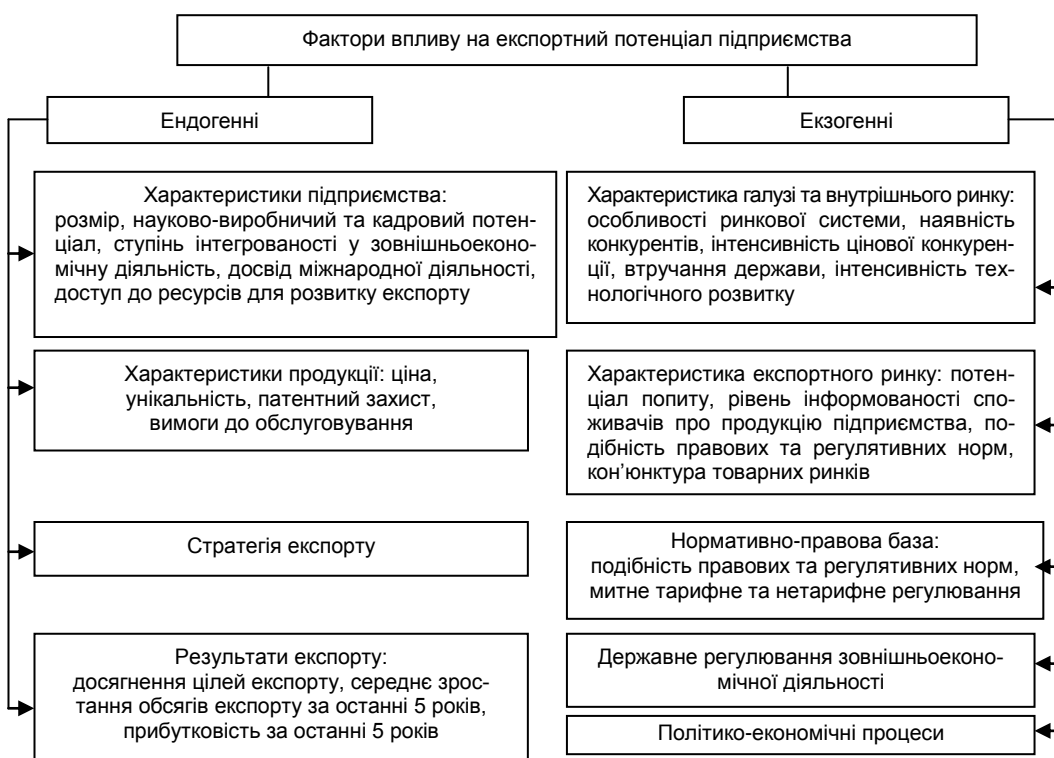 Фактори впливу на експортний потенціал підприємства
Ендогенні
Екзогенні
Характеристики підприємства:
розмір, науково-виробничий та кадровий потен-
ціал, ступінь інтегрованості у зовнішньоеконо-
мічну діяльність, досвід міжнародної діяльності,
доступ до ресурсів для розвитку експорту
Характеристика галузі та внутрішнього ринку:
особливості ринкової системи, наявність
конкурентів, інтенсивність цінової конкурен-
ції, втручання держави, інтенсивність тех-
нологічного розвитку
Характеристики продукції: ціна,
унікальність, патентний захист,
вимоги до обслуговування
Характеристика експортного ринку: потен-
ціал попиту, рівень інформованості спо-
живачів про продукцію підприємства, по-
дібність правових та регулятивних норм,
кон’юнктура товарних ринків
Стратегія експорту
Нормативно-правова база:
подібність правових та регулятивних норм,
митне тарифне та нетарифне регулювання
Результати експорту:
досягнення цілей експорту, середнє зрос-
тання обсягів експорту за останні 5 років,
прибутковість за останні 5 років
Державне регулювання зовнішньоеконо-
мічної діяльності
Політико-економічні процеси